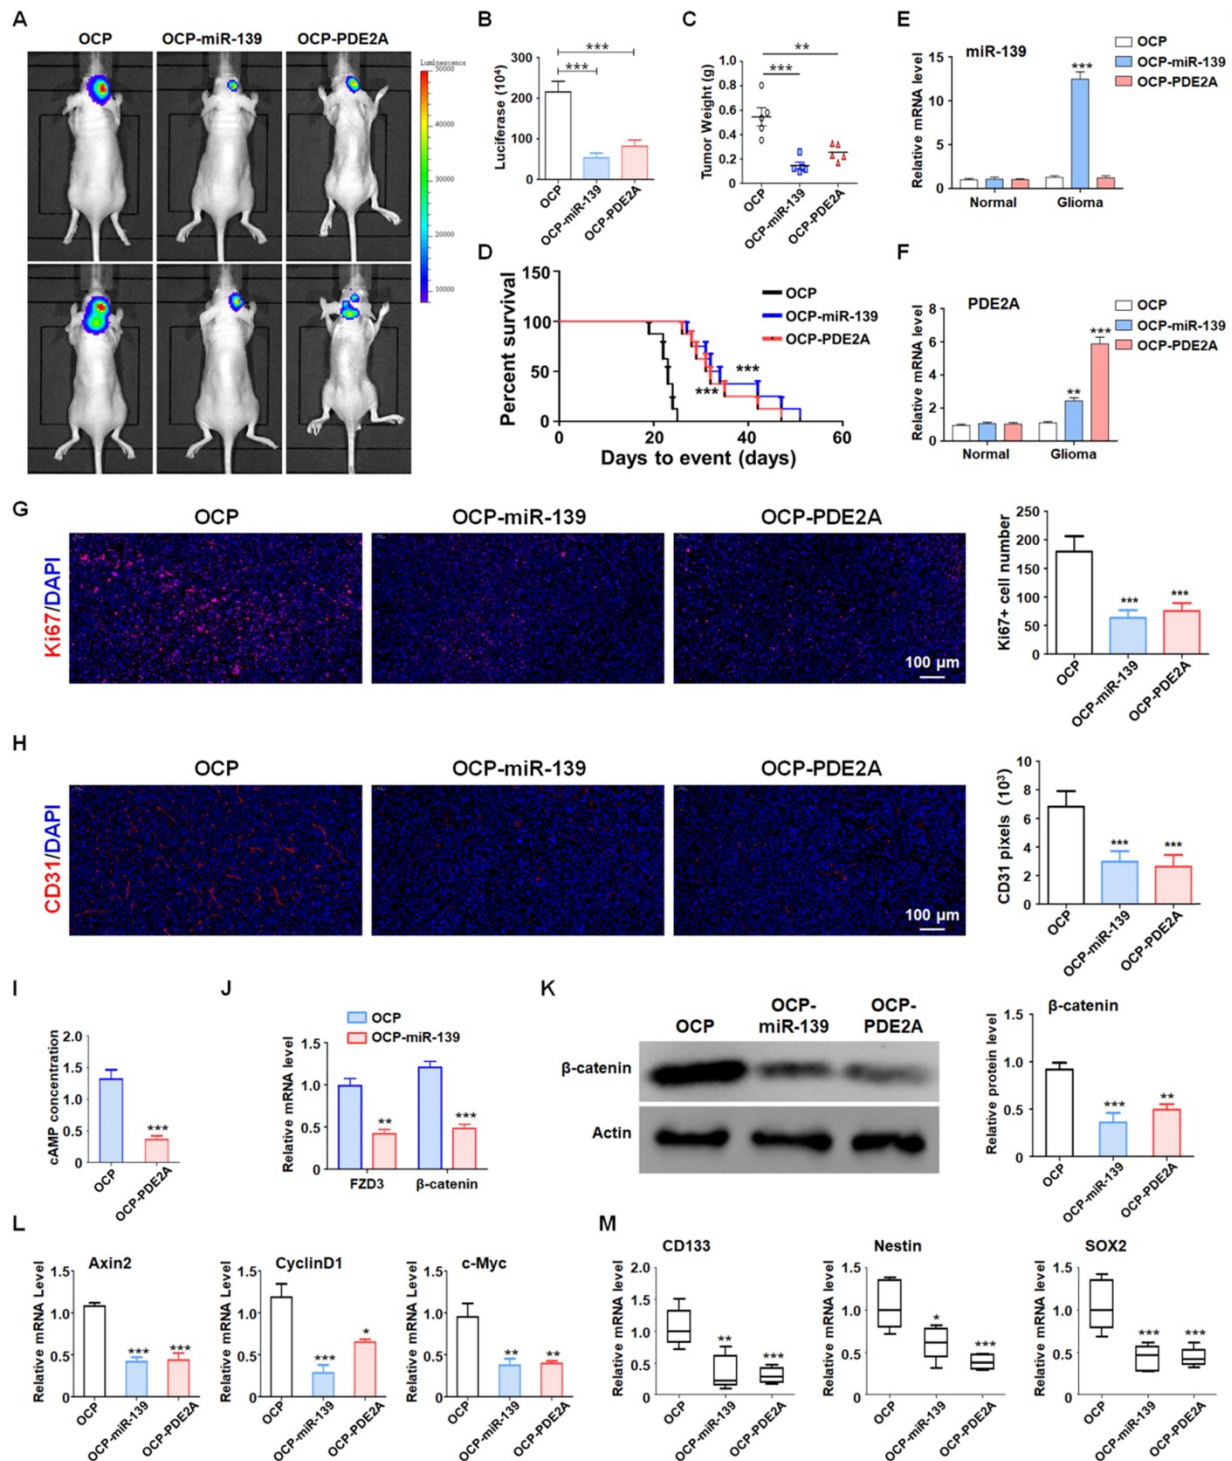 A
OCP
OCP-miR-139
OCP-PDE2A
Luminescence
50000
40000
30000
20000
10000
B
Luciferase (10⁴)
300
200
100
0
***
***
OCP
OCP-miR-139
OCP-PDE2A
C
Tumor Weight (g)
1.0
0.8
0.6
0.4
0.2
0
**
***
OCP
OCP-miR-139
OCP-PDE2A
D
Percent survival
150
100
50
0
0
20
40
60
Days to event (days)
OCP
OCP-miR-139
OCP-PDE2A
***
***
E
miR-139
Relative mRNA level
15
10
5
0
***
Normal
Glioma
OCP
OCP-miR-139
OCP-PDE2A
F
PDE2A
Relative mRNA level
8
6
4
2
0
**
***
Normal
Glioma
OCP
OCP-miR-139
OCP-PDE2A
G
OCP
OCP-miR-139
OCP-PDE2A
Ki67/DAPI
100 μm
Ki67+ cell number
250
200
150
100
50
0
***
***
OCP
OCP-miR-139
OCP-PDE2A
H
OCP
OCP-miR-139
OCP-PDE2A
CD31/DAPI
100 μm
CD31 pixels (10³)
10
8
6
4
2
0
***
***
OCP
OCP-miR-139
OCP-PDE2A
I
cAMP concentration
2.0
1.5
1.0
0.5
0
***
OCP
OCP-PDE2A
J
OCP
OCP-miR-139
Relative mRNA level
1.5
1.0
0.5
0
**
***
FZD3
β-catenin
K
OCP
OCP-miR-139
OCP-PDE2A
β-catenin
Actin
β-catenin
Relative protein level
1.5
1.0
0.5
0
***
**
OCP
OCP-miR-139
OCP-PDE2A
L
Axin2
Relative mRNA Level
1.5
1.0
0.5
0.0
***
***
OCP
OCP-miR-139
OCP-PDE2A
CyclinD1
Relative mRNA Level
1.5
1.0
0.5
0.0
***
*
OCP
OCP-miR-139
OCP-PDE2A
c-Myc
Relative mRNA Level
1.5
1.0
0.5
0.0
**
**
OCP
OCP-miR-139
OCP-PDE2A
M
CD133
Relative mRNA level
2.0
1.5
1.0
0.5
0
**
***
OCP
OCP-miR-139
OCP-PDE2A
Nestin
Relative mRNA level
1.5
1.0
0.5
0
*
***
OCP
OCP-miR-139
OCP-PDE2A
SOX2
Relative mRNA level
1.5
1.0
0.5
0
***
***
OCP
OCP-miR-139
OCP-PDE2A